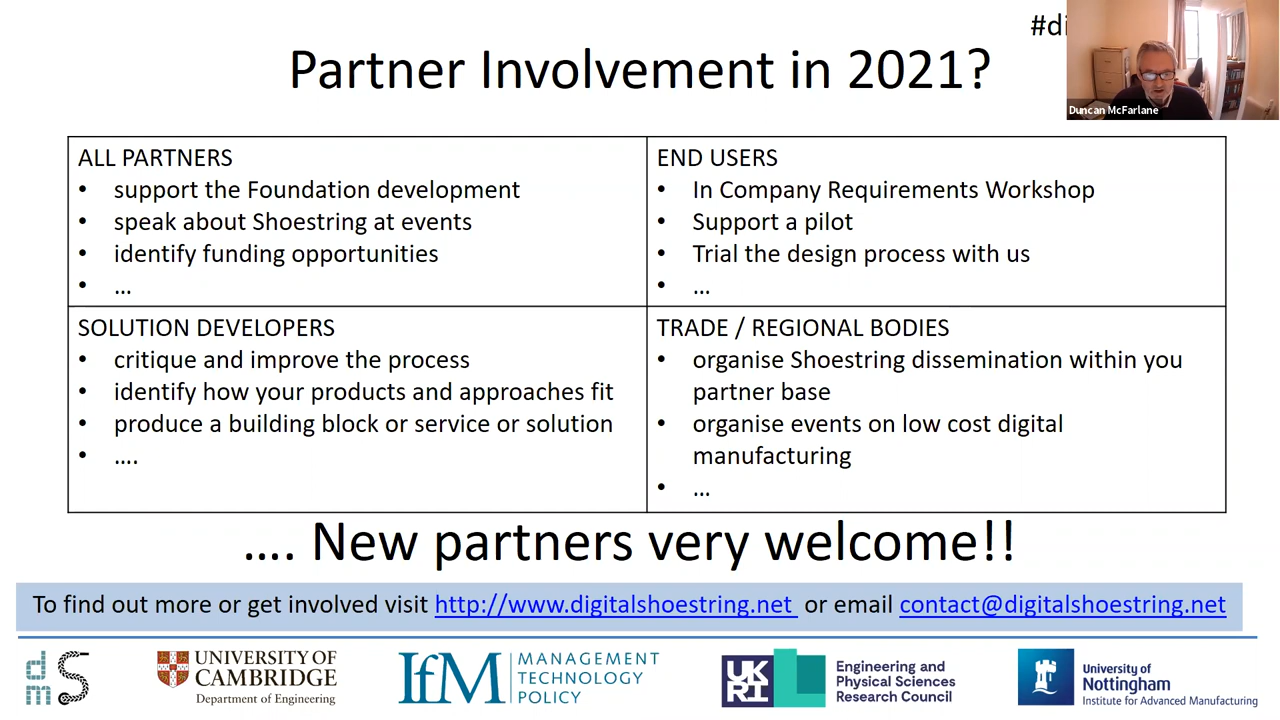 #di
Partner Involvement in 2021?
Duncan McFarlane
ALL PARTNERS
• support the Foundation development
• speak about Shoestring at events
• identify funding opportunities
• ...
END USERS
• In Company Requirements Workshop
• Support a pilot
• Trial the design process with us
• ...
SOLUTION DEVELOPERS
• critique and improve the process
• identify how your products and approaches fit
• produce a building block or service or solution
• ....
TRADE / REGIONAL BODIES
• organise Shoestring dissemination within you
partner base
• organise events on low cost digital
manufacturing
• ...
.... New partners very welcome!!
To find out more or get involved visit http://www.digitalshoestring.net or email contact@digitalshoestring.net
dm S
UNIVERSITY OF
CAMBRIDGE
Department of Engineering
IfM
MANAGEMENT
TECHNOLOGY
POLICY
UK
RI
Engineering and
Physical Sciences
Research Council
University of
Nottingham
Institute for Advanced Manufacturing